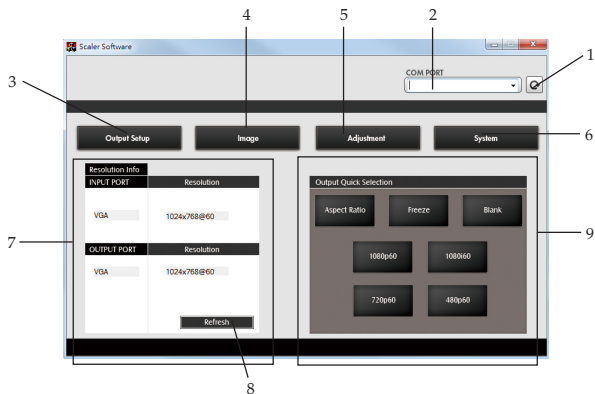 4
5
2
Scaler Software
1
COM PORT
3
Output Setup
Image
Adjustment
System
6
Resolution Info
INPUT PORT
Resolution
VGA
1024x768@60
OUTPUT PORT
Resolution
VGA
1024x768@60
Refresh
Output Quick Selection
Aspect Ratio
Freeze
Blank
1080p60
1080i60
720p60
480p60
7
9
8